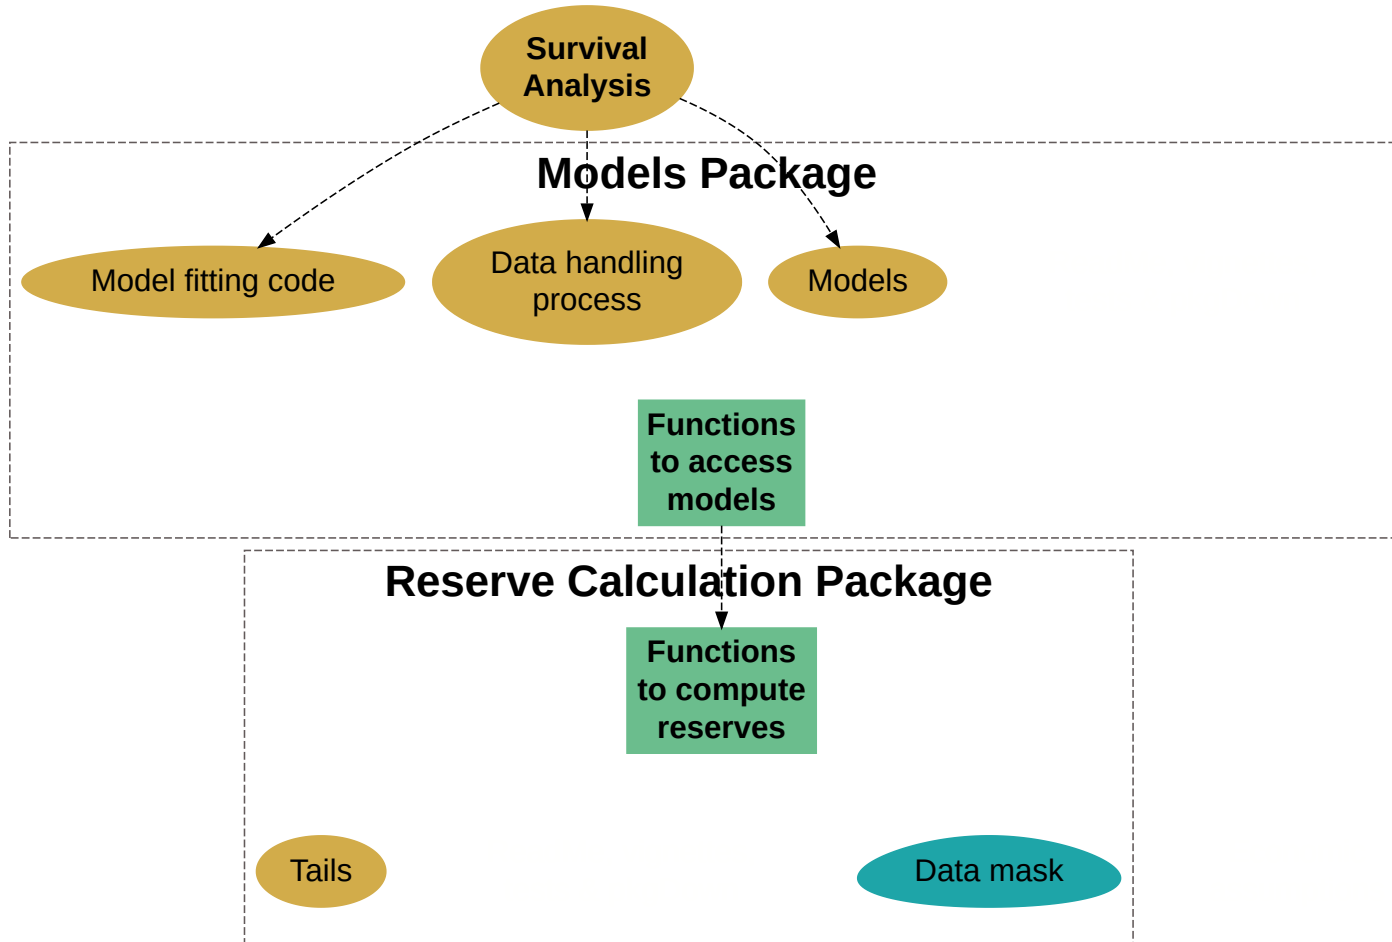 Survival
Analysis
Models Package
Model fitting code
Data handling
process
Models
Functions
to access
models
Reserve Calculation Package
Functions
to compute
reserves
Tails
Data mask